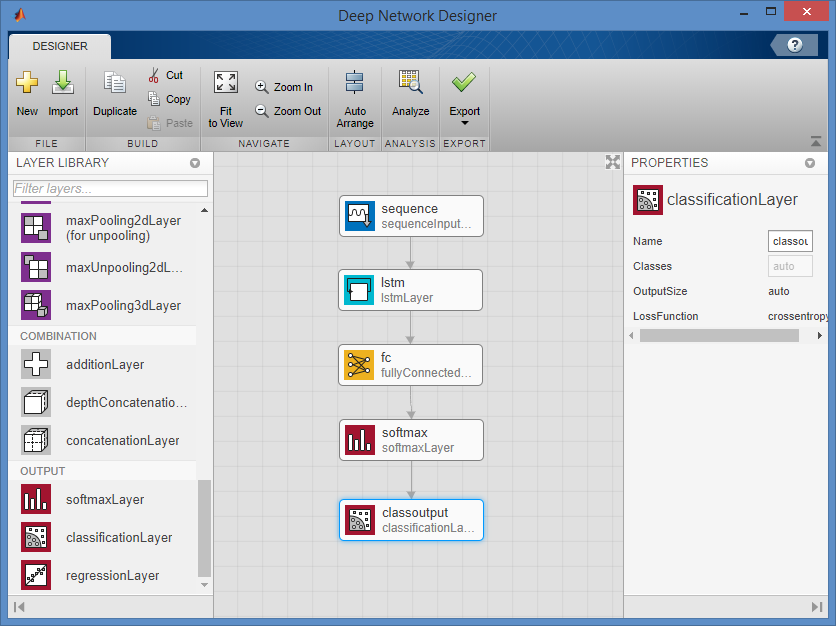 Deep Network Designer
DESIGNER
?
New
Import
Duplicate
Cut
Copy
Paste
Fit
to View
Zoom In
Zoom Out
Auto
Arrange
Analyze
Export
FILE
BUILD
NAVIGATE
LAYOUT
ANALYSIS
EXPORT
LAYER LIBRARY
Filter layers...
maxPooling2dLayer
(for unpooling)
maxUnpooling2dL...
maxPooling3dLayer
COMBINATION
additionLayer
depthConcatenatio...
concatenationLayer
OUTPUT
softmaxLayer
classificationLayer
regressionLayer
sequence
sequenceInput...
lstm
lstmLayer
fc
fullyConnected...
softmax
softmaxLayer
classoutput
classificationLa...
PROPERTIES
classificationLayer
Name classou
Classes auto
OutputSize auto
LossFunction crossentropy